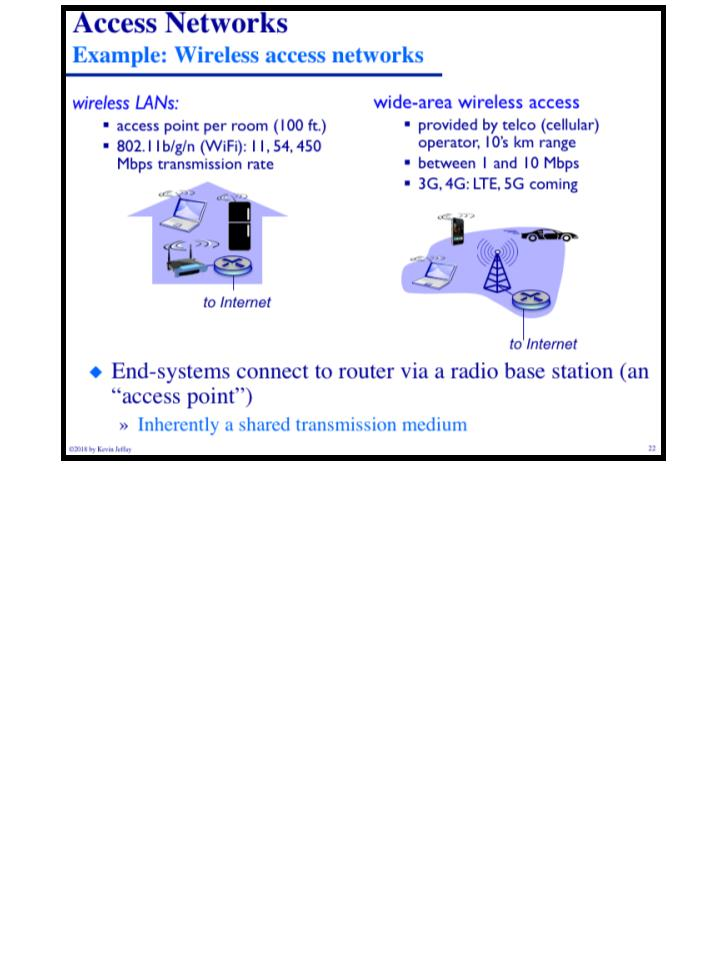 Access Networks
Example: Wireless access networks
wireless LANs:
▪ access point per room (100 ft.)
▪ 802.11b/g/n (WiFi): 11, 54, 450
Mbps transmission rate
to Internet
wide-area wireless access
▪ provided by telco (cellular)
operator, 10's km range
▪ between 1 and 10 Mbps
▪ 3G, 4G: LTE, 5G coming
to Internet
◆ End-systems connect to router via a radio base station (an
“access point”)
» Inherently a shared transmission medium
©2018 by Kevin Jeffay
22